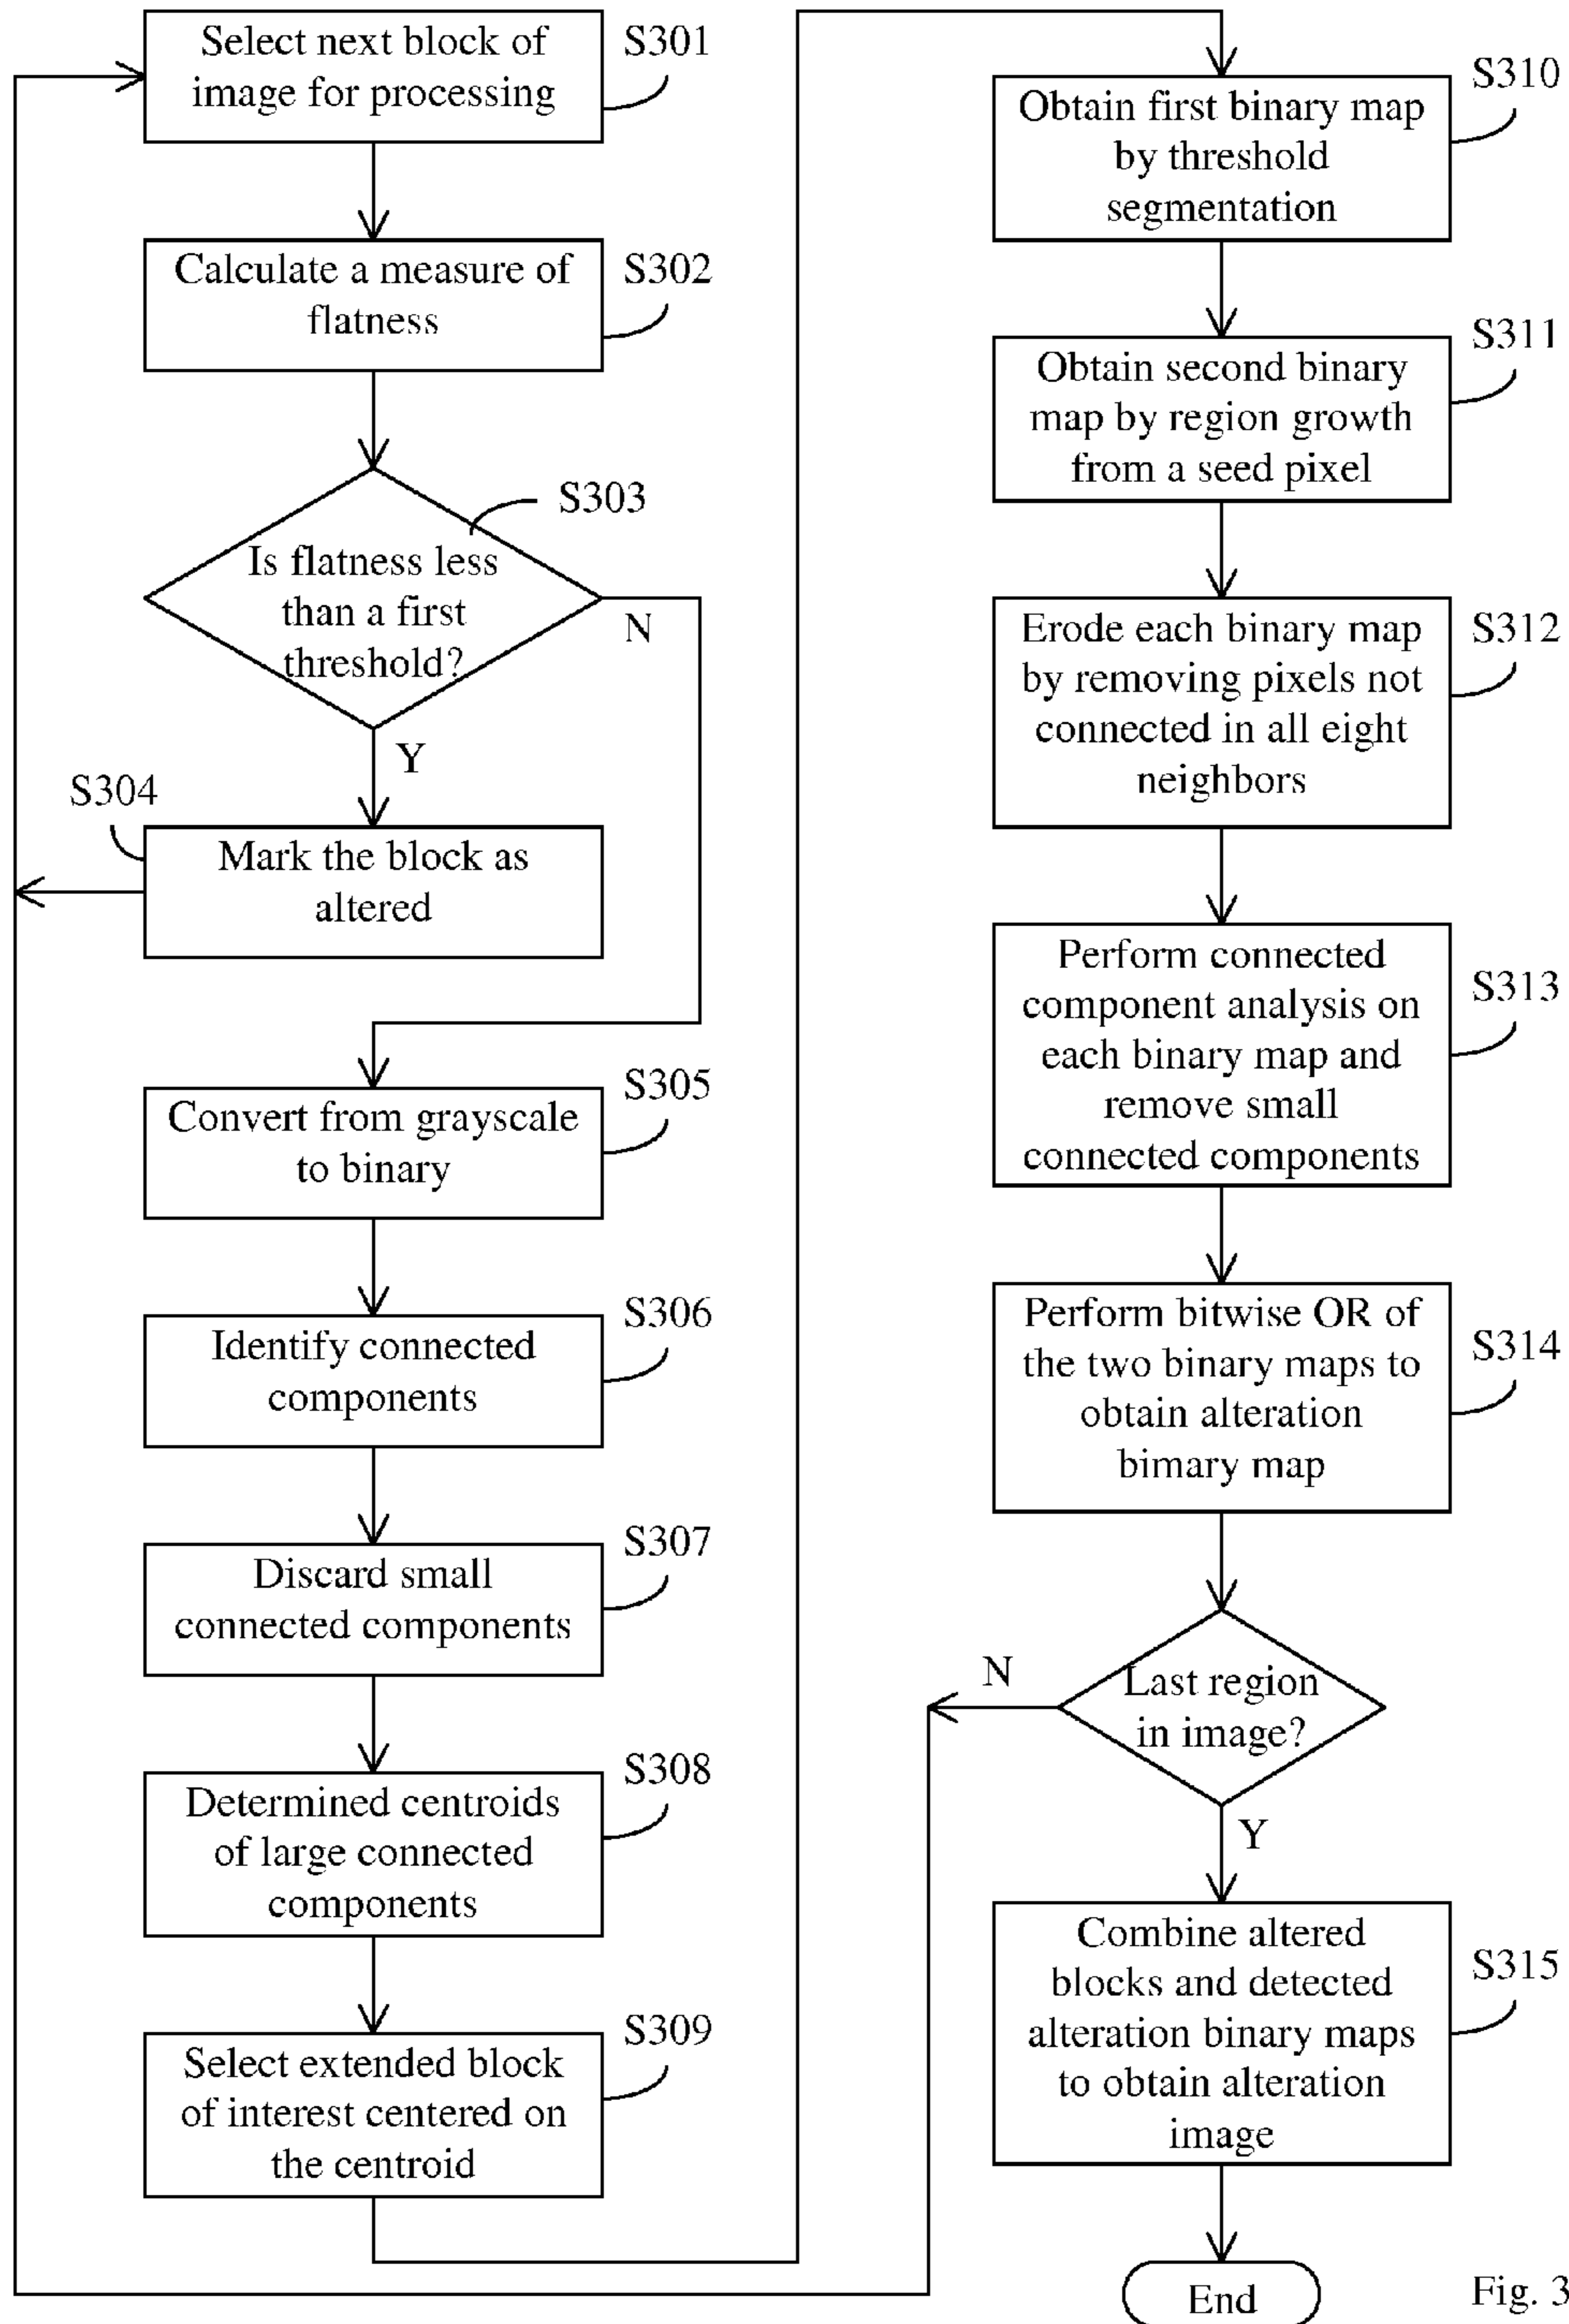 Select next block of
image for processing
S301
Calculate a measure of
flatness
S302
S303
Is flatness less
than a first
threshold?
N
Y
S304
Mark the block as
altered
Convert from grayscale
to binary
S305
Identify connected
components
S306
Discard small
connected components
S307
Determined centroids
of large connected
components
S308
Select extended block
of interest centered on
the centroid
S309
Obtain first binary map
by threshold
segmentation
S310
Obtain second binary
map by region growth
from a seed pixel
S311
Erode each binary map
by removing pixels not
connected in all eight
neighbors
S312
Perform connected
component analysis on
each binary map and
remove small
connected components
S313
Perform bitwise OR of
the two binary maps to
obtain alteration
bimary map
S314
Last region
in image?
N
Y
Combine altered
blocks and detected
alteration binary maps
to obtain alteration
image
S315
End
Fig. 3